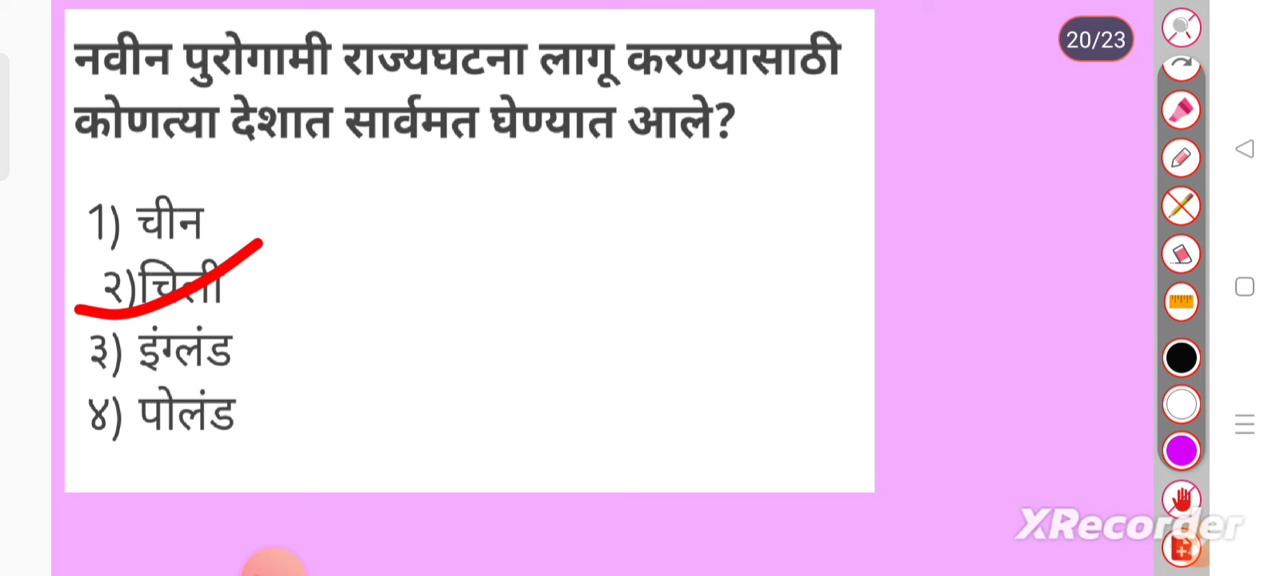 नवीन पुरोगामी राज्यघटना लागू करण्यासाठी
कोणत्या देशात सार्वमत घेण्यात आले?
20/23
1) चीन
२)चिली
३) इंग्लंड
४) पोलंड
XRecorder